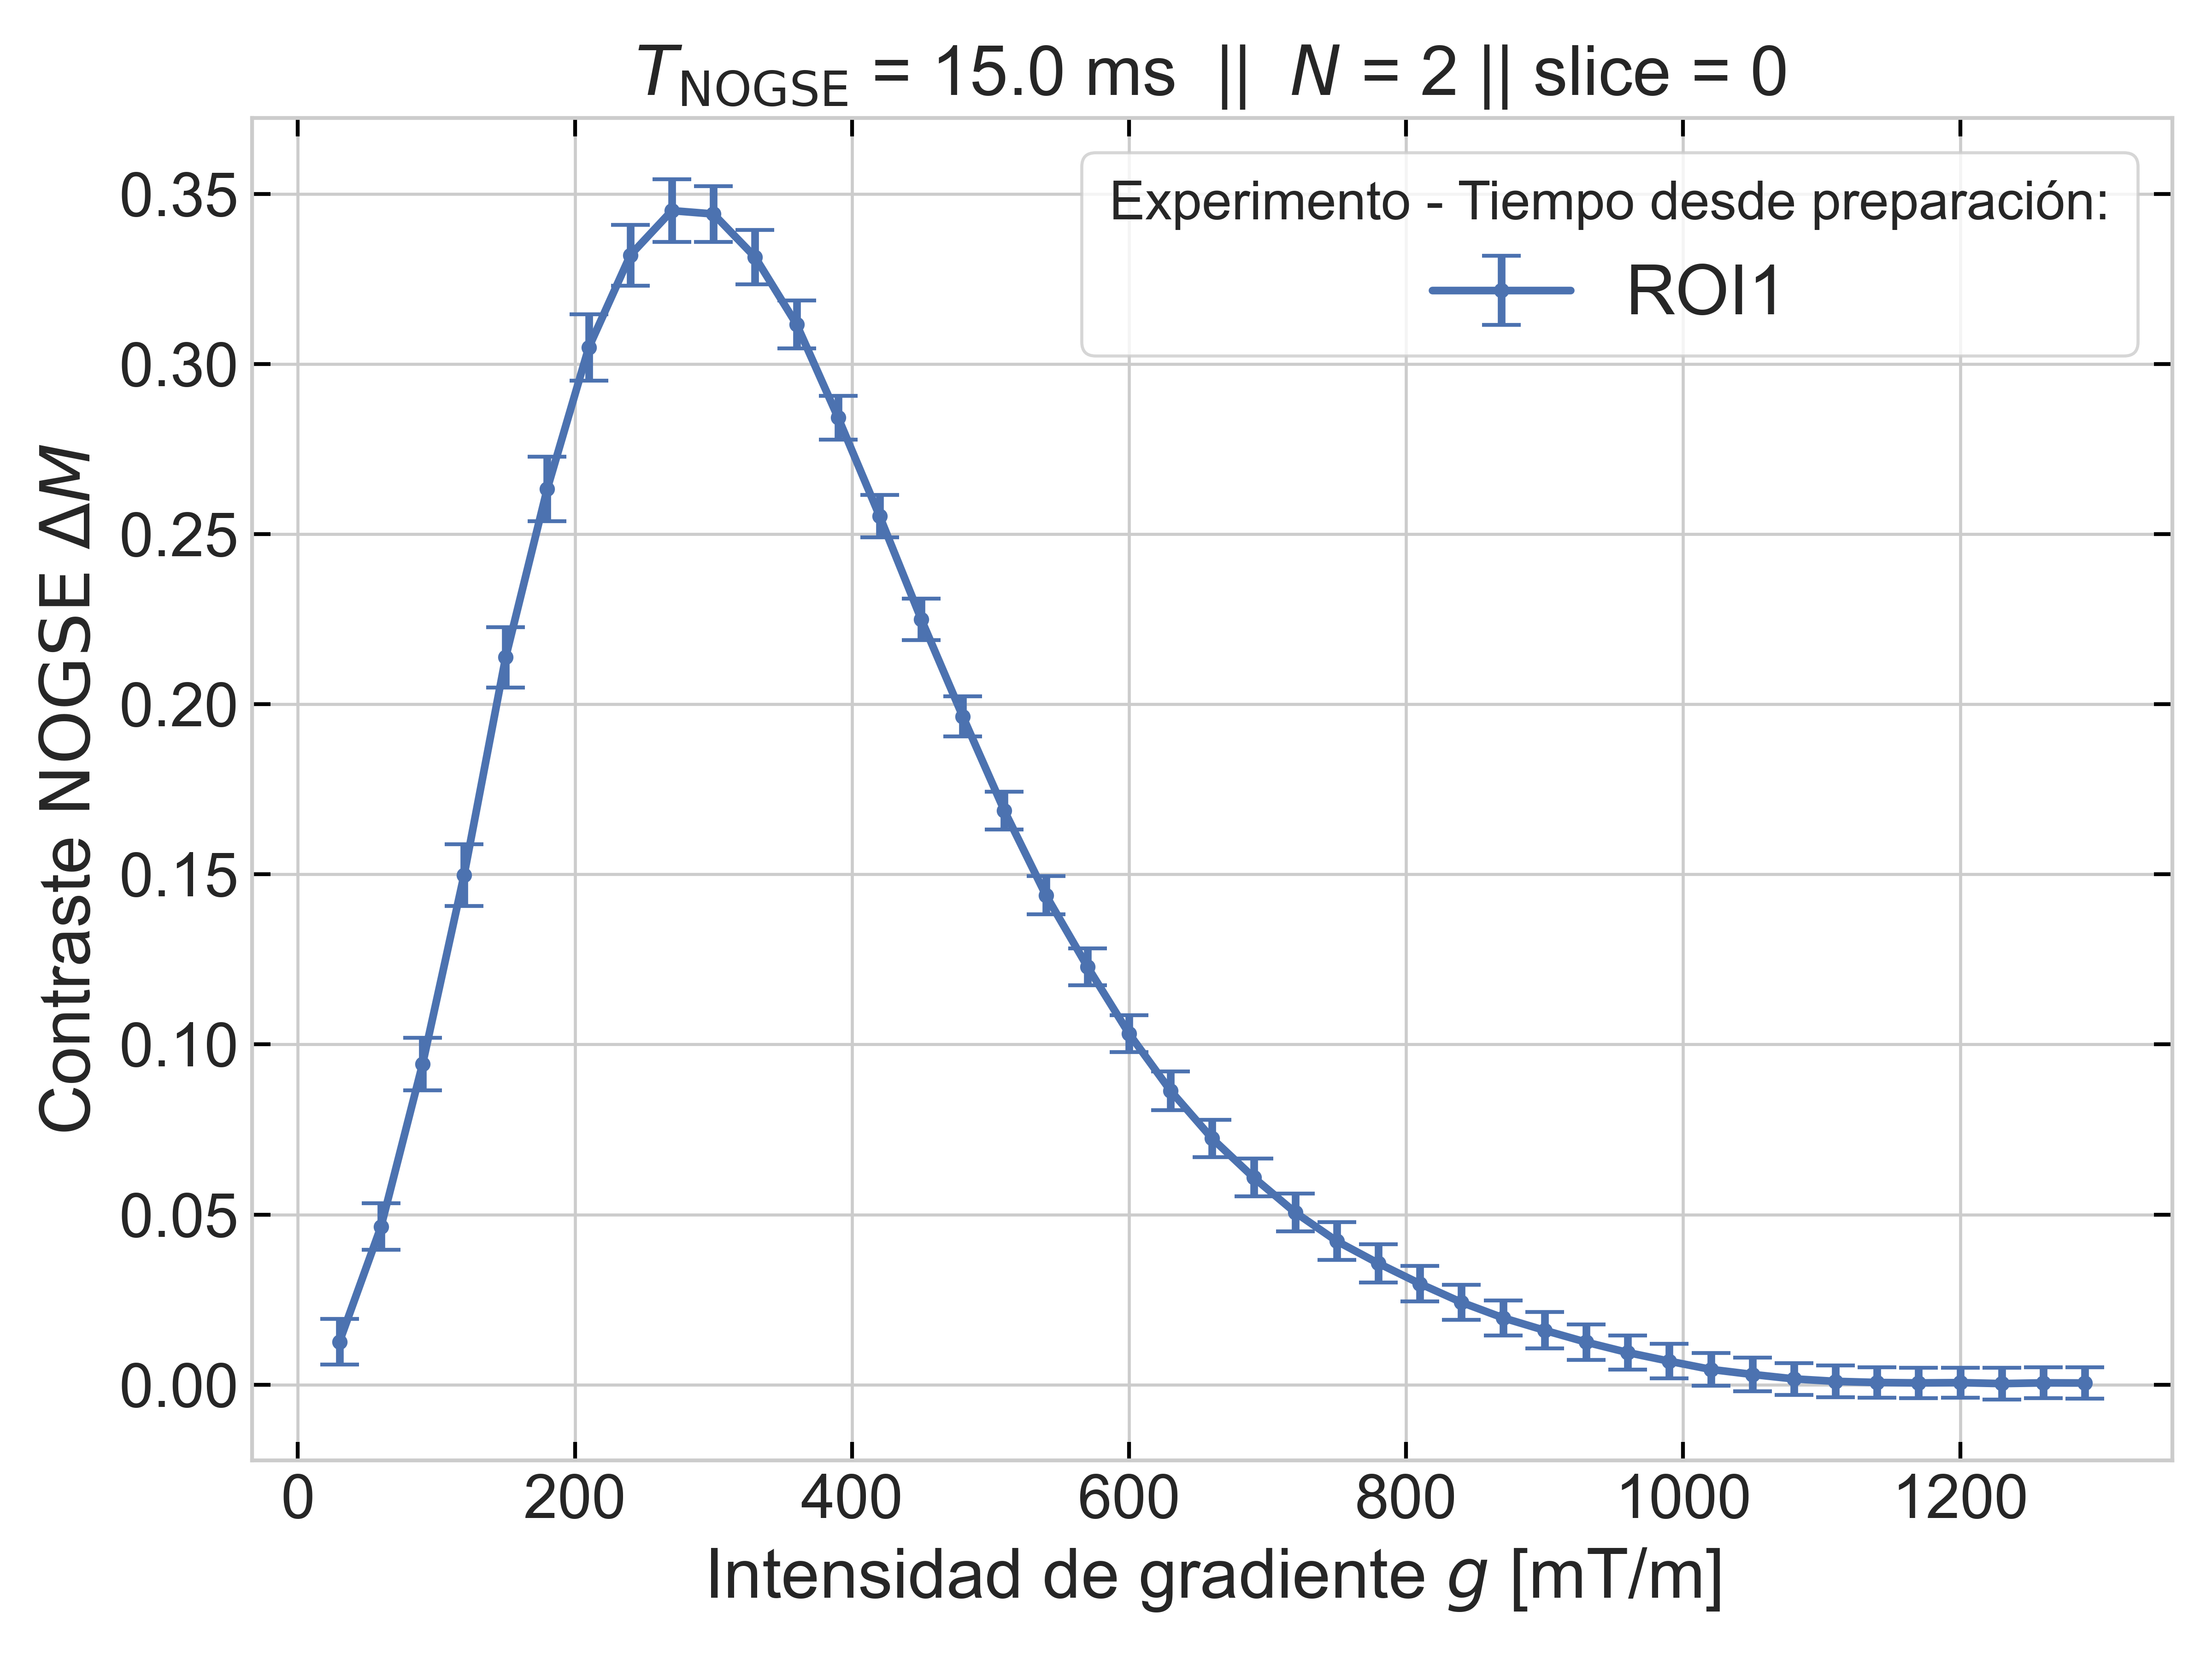 T_NOGSE = 15.0 ms || N = 2 || slice = 0
Contraste NOGSE ΔM
0.35
0.30
0.25
0.20
0.15
0.10
0.05
0.00
Experimento - Tiempo desde preparación:
ROI1
0 200 400 600 800 1000 1200
Intensidad de gradiente g [mT/m]